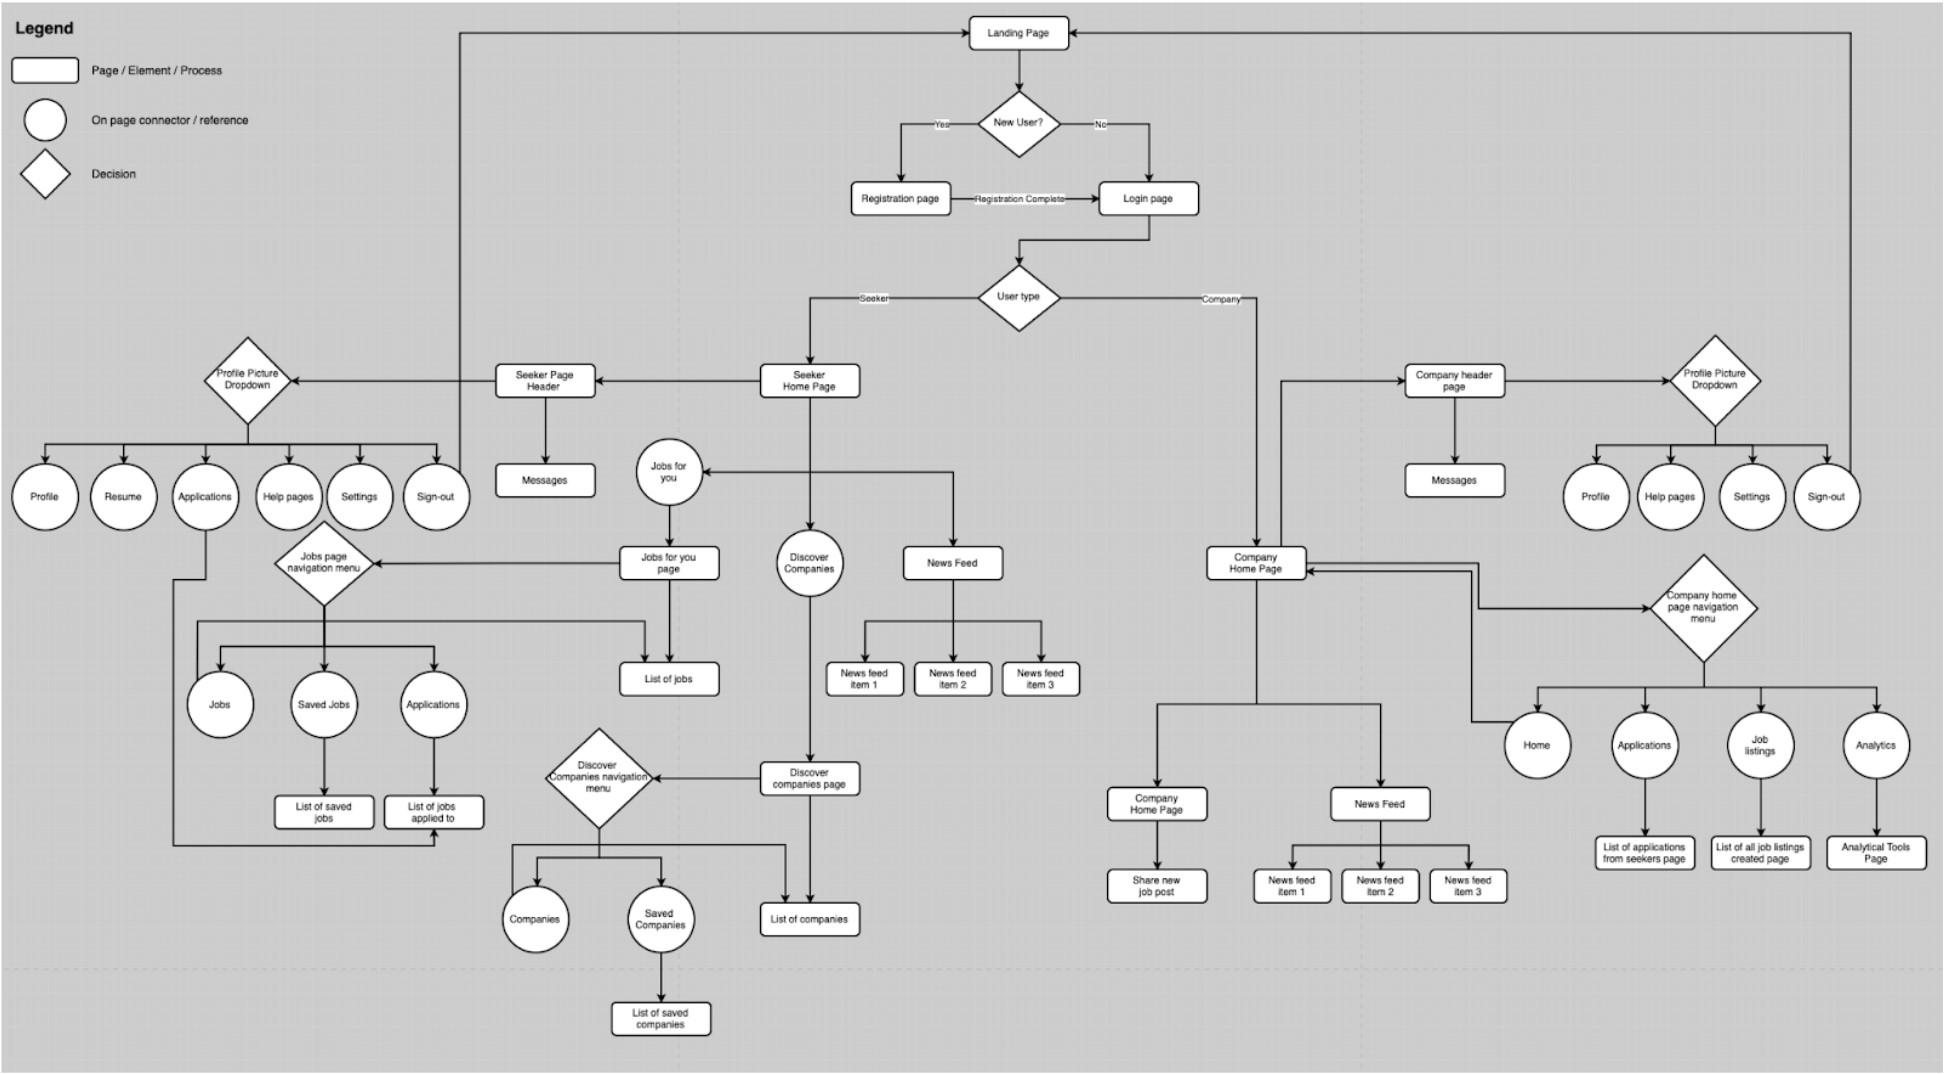 Legend
Page / Element / Process
On page connector / reference
Decision
Landing Page
New User?
Yes
No
Registration page
Registration Complete
Login page
User type
Seeker
Company
Profile Picture
Dropdown
Seeker Page
Header
Seeker
Home Page
Company header
page
Profile Picture
Dropdown
Profile
Resume
Applications
Help pages
Settings
Sign-out
Messages
Jobs for
you
Messages
Profile
Help pages
Settings
Sign-out
Jobs page
navigation menu
Jobs for you
page
Discover
Companies
News Feed
Company
Home Page
Company home
page navigation
menu
Jobs
Saved Jobs
Applications
List of jobs
News feed
item 1
News feed
item 2
News feed
item 3
Home
Applications
Job
listings
Analytics
List of saved
jobs
List of jobs
applied to
Discover
Companies navigation
menu
Discover
companies page
Company
Home Page
News Feed
List of applications
from seekers page
List of all job listings
created page
Analytical Tools
Page
Share new
job post
News feed
item 1
News feed
item 2
News feed
item 3
Companies
Saved
Companies
List of companies
List of saved
companies